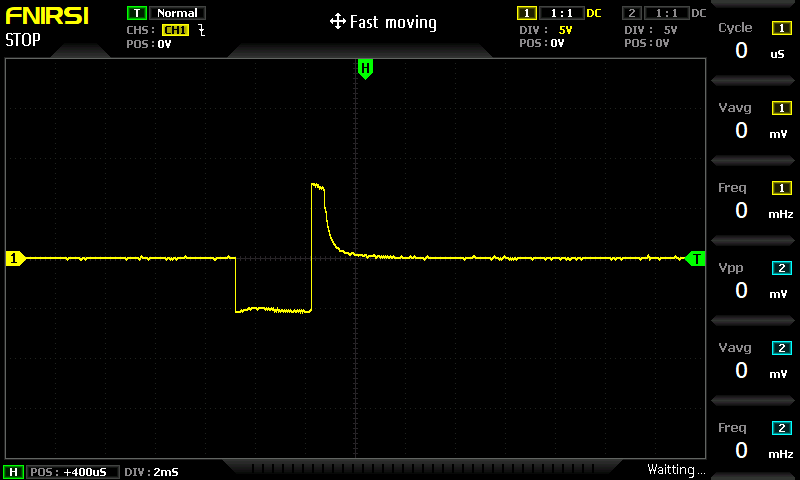 FNIRSI
STOP
T Normal
CHS: CH1
POS: 0V
Fast moving
1 1:1 DC
DIV: 5V
POS: 0V
2 1:1 DC
DIV: 5V
POS: 0V
H
1
T
Cycle 1
0 uS
Vavg 1
0 mV
Freq 1
0 mHz
Vpp 2
0 mV
Vavg 2
0 mV
Freq 2
0 mHz
H POS: +400uS DIV: 2mS
Waitting...